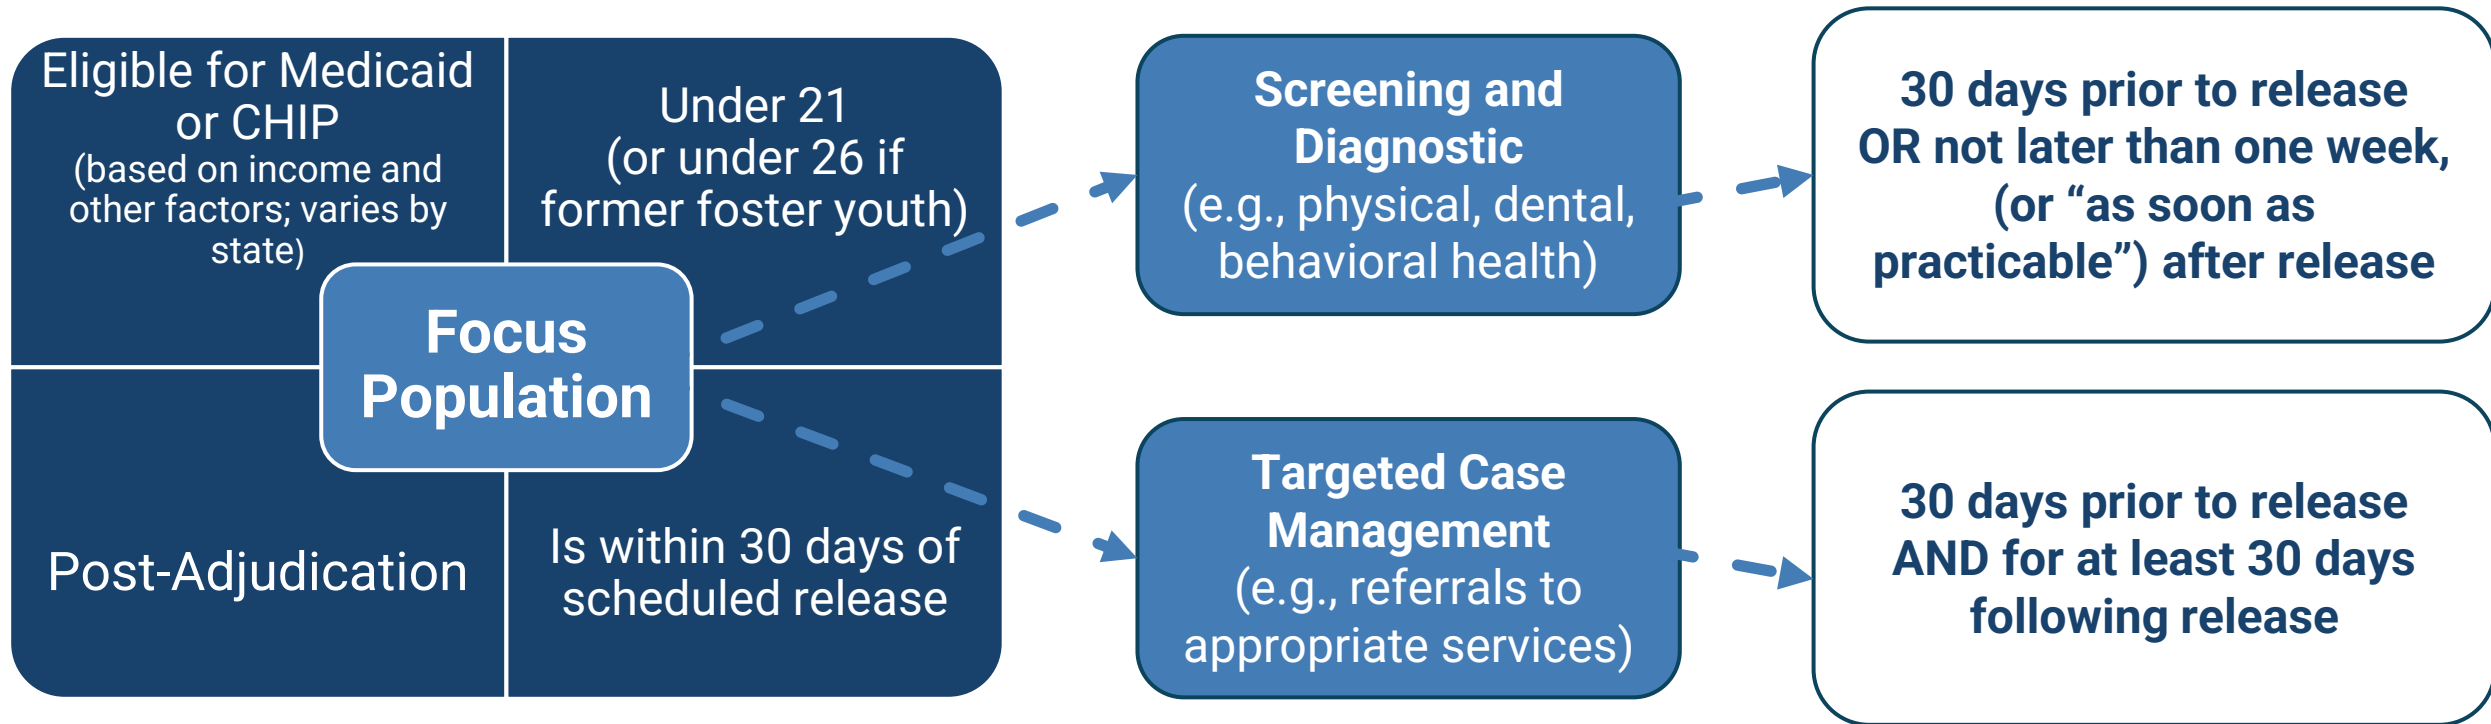 Eligible for Medicaid
or CHIP
(based on income and
other factors; varies by
state)
Under 21
(or under 26 if
former foster youth)
Focus
Population
Post-Adjudication
Is within 30 days of
scheduled release
Screening and
Diagnostic
(e.g., physical, dental,
behavioral health)
30 days prior to release
OR not later than one week,
(or “as soon as
practicable”) after release
Targeted Case
Management
(e.g., referrals to
appropriate services)
30 days prior to release
AND for at least 30 days
following release